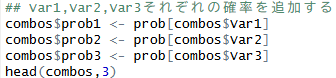 ## Var1,Var2,Var3それぞれの確率を追加する
combos$prob1 <- prob[combos$Var1]
combos$prob2 <- prob[combos$Var2]
combos$prob3 <- prob[combos$Var3]
head(combos,3)